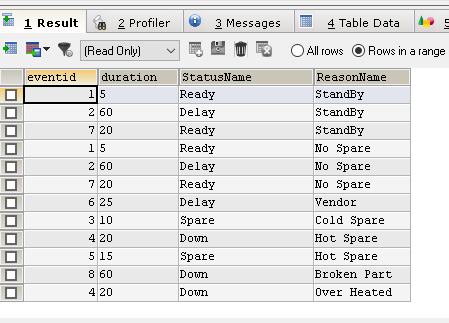 1 Result 2 Profiler 3 Messages 4 Table Data 5
(Read Only) All rows Rows in a range
eventid duration StatusName ReasonName
1 5 Ready StandBy
2 60 Delay StandBy
7 20 Ready StandBy
1 5 Ready No Spare
2 60 Delay No Spare
7 20 Ready No Spare
6 25 Delay Vendor
3 10 Spare Cold Spare
4 20 Down Hot Spare
5 15 Spare Hot Spare
8 60 Down Broken Part
4 20 Down Over Heated